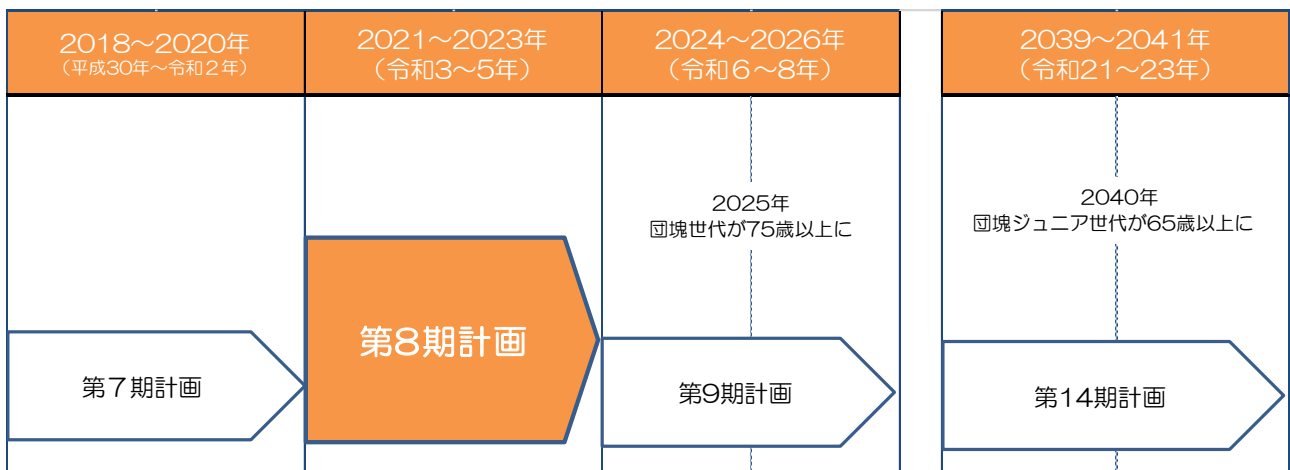 2018～2020年
（平成30年～令和２年）
2021～2023年
（令和3～5年）
2024～2026年
（令和６～8年）
2039～2041年
（令和21～23年）
2025年
団塊世代が75歳以上に
2040年
団塊ジュニア世代が65歳以上に
第７期計画
第8期計画
第9期計画
第14期計画